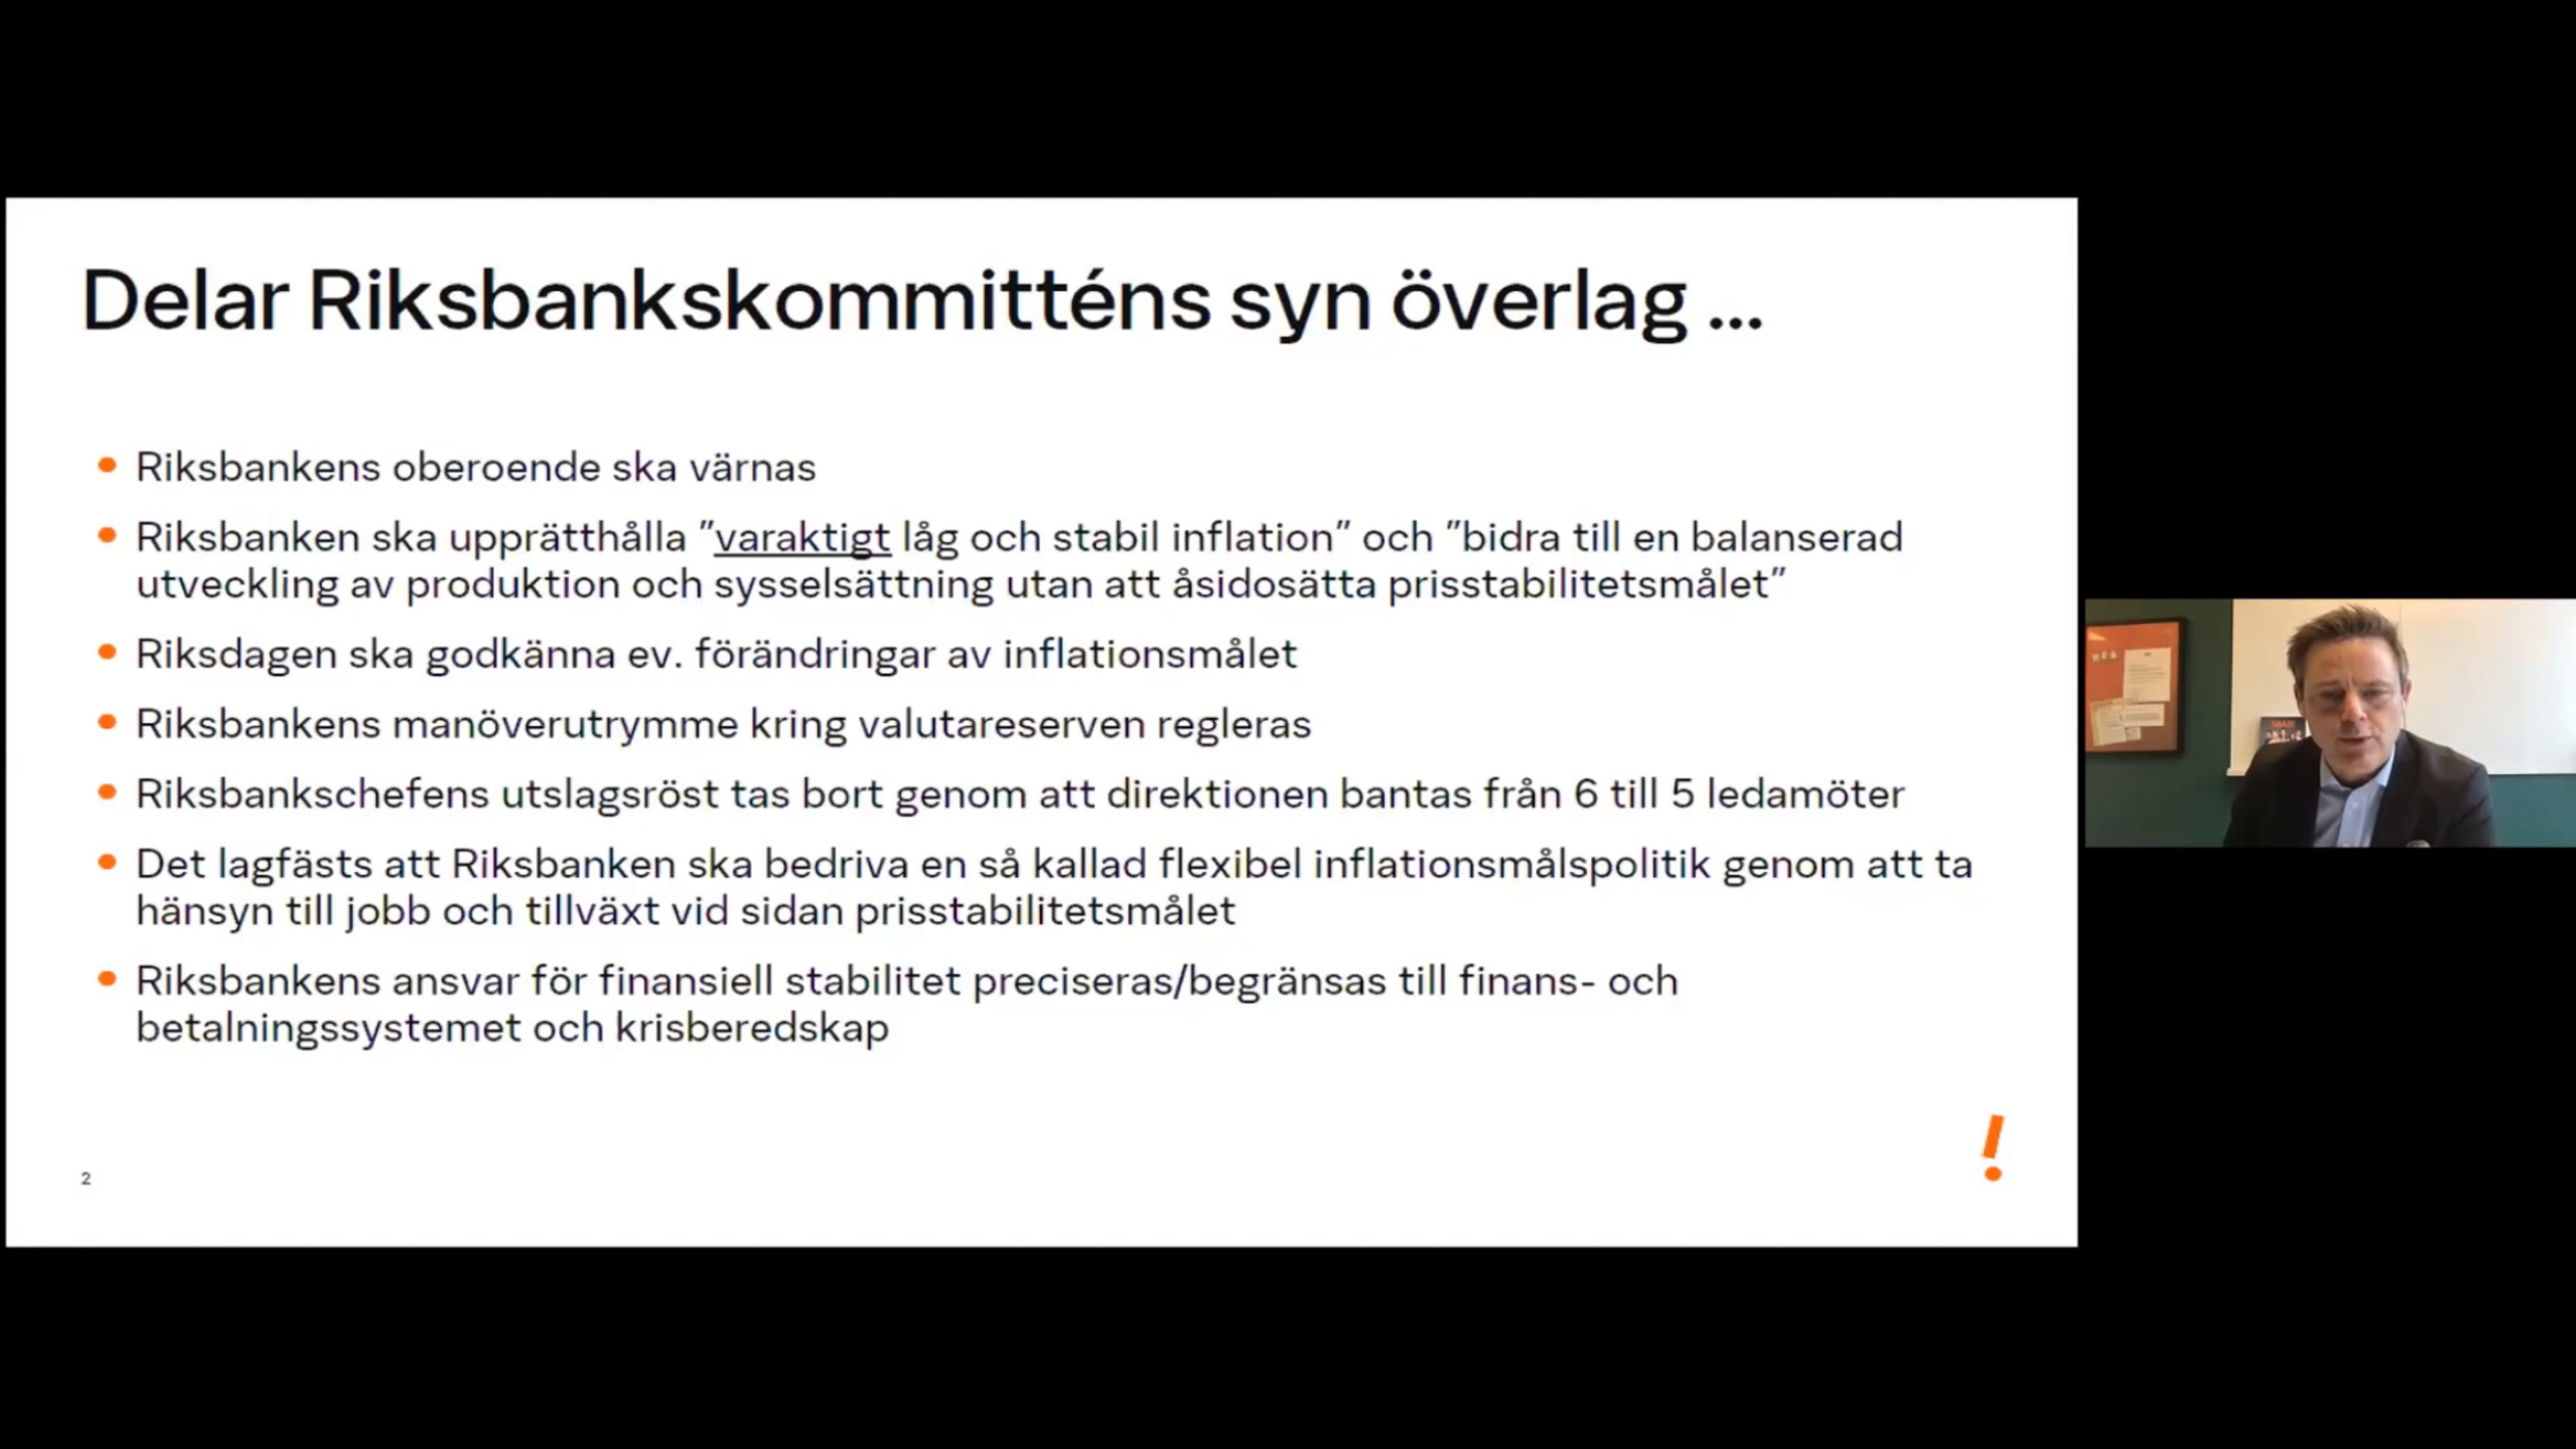 Delar Riksbankskommitténs syn överlag ...
• Riksbankens oberoende ska värnas
• Riksbanken ska upprätthålla ”varaktigt låg och stabil inflation” och ”bidra till en balanserad
utveckling av produktion och sysselsättning utan att åsidosätta prisstabilitetsmålet”
• Riksdagen ska godkänna ev. förändringar av inflationsmålet
• Riksbankens manöverutrymme kring valutareserven regleras
• Riksbankschefens utslagsröst tas bort genom att direktionen bantas från 6 till 5 ledamöter
• Det lagfästs att Riksbanken ska bedriva en så kallad flexibel inflationsmålspolitik genom att ta
hänsyn till jobb och tillväxt vid sidan prisstabilitetsmålet
• Riksbankens ansvar för finansiell stabilitet preciseras/begränsas till finans- och
betalningssystemet och krisberedskap
!
2